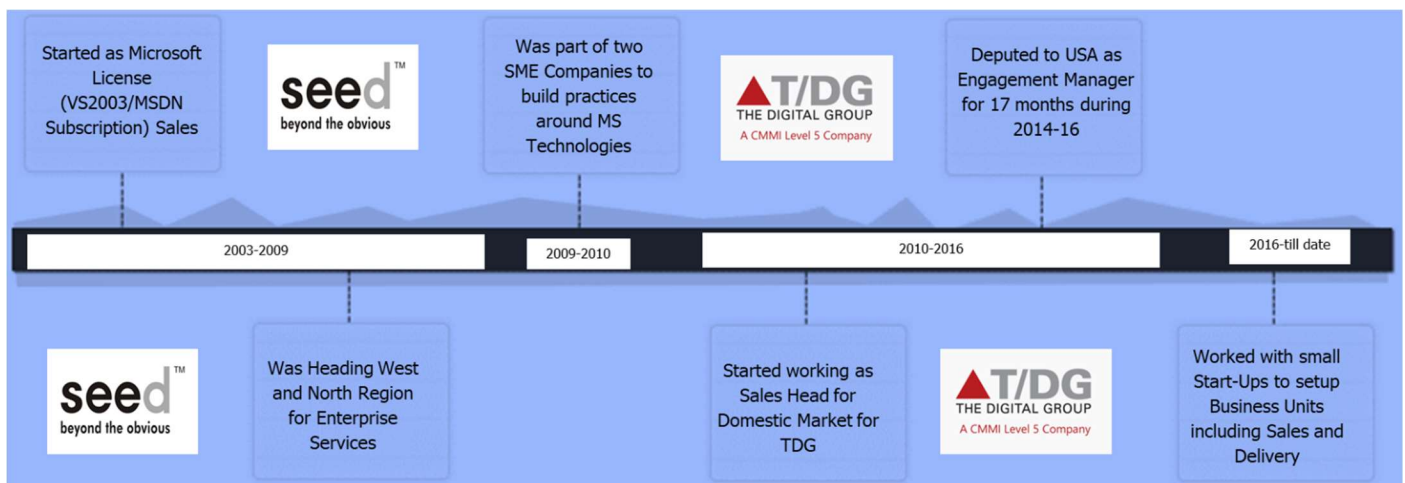 Started as Microsoft
License
(VS2003/MSDN
Subscription) Sales
seed™
beyond the obvious
Was part of two
SME Companies to
build practices
around MS
Technologies
T/DG
THE DIGITAL GROUP
A CMMI Level 5 Company
Deputed to USA as
Engagement Manager
for 17 months during
2014-16
2003-2009
2009-2010
2010-2016
2016-till date
seed™
beyond the obvious
Was Heading West
and North Region
for Enterprise
Services
Started working as
Sales Head for
Domestic Market for
TDG
T/DG
THE DIGITAL GROUP
A CMMI Level 5 Company
Worked with small
Start-Ups to setup
Business Units
including Sales and
Delivery